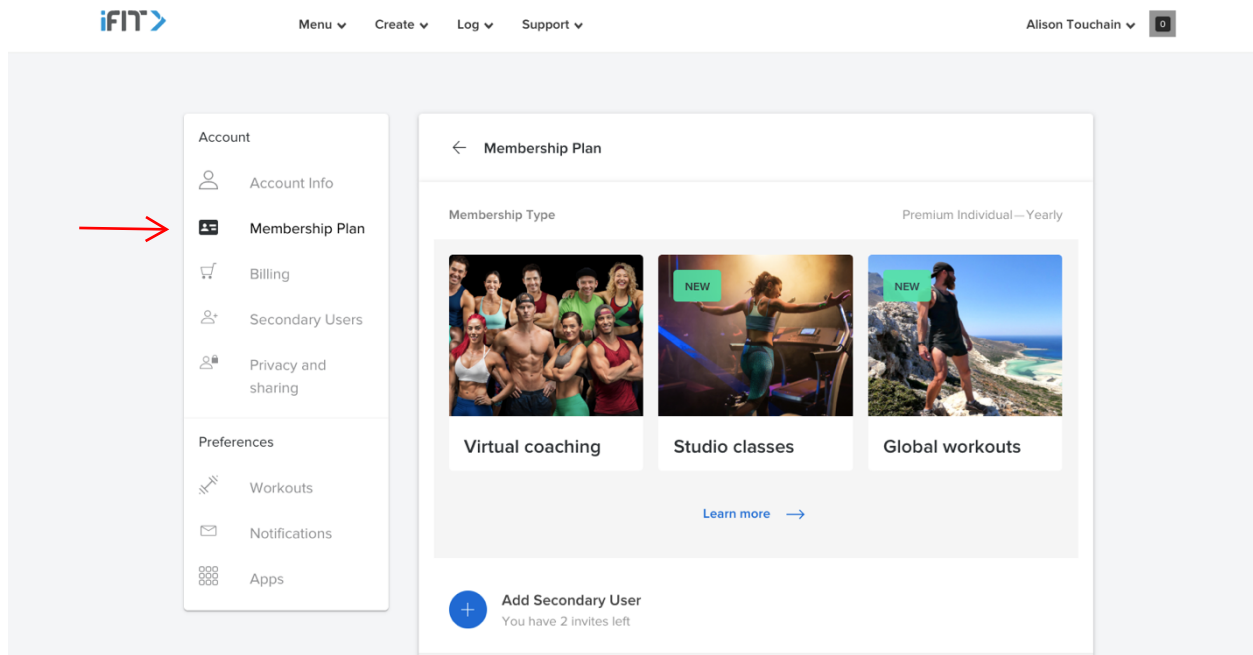 iFIT
Menu Create Log Support Alison Touchain 0
Account
Account Info
Membership Plan
Billing
Secondary Users
Privacy and
sharing
Preferences
Workouts
Notifications
Apps
Membership Plan
Membership Type Premium Individual—Yearly
NEW NEW
Virtual coaching Studio classes Global workouts
Learn more
Add Secondary User
You have 2 invites left